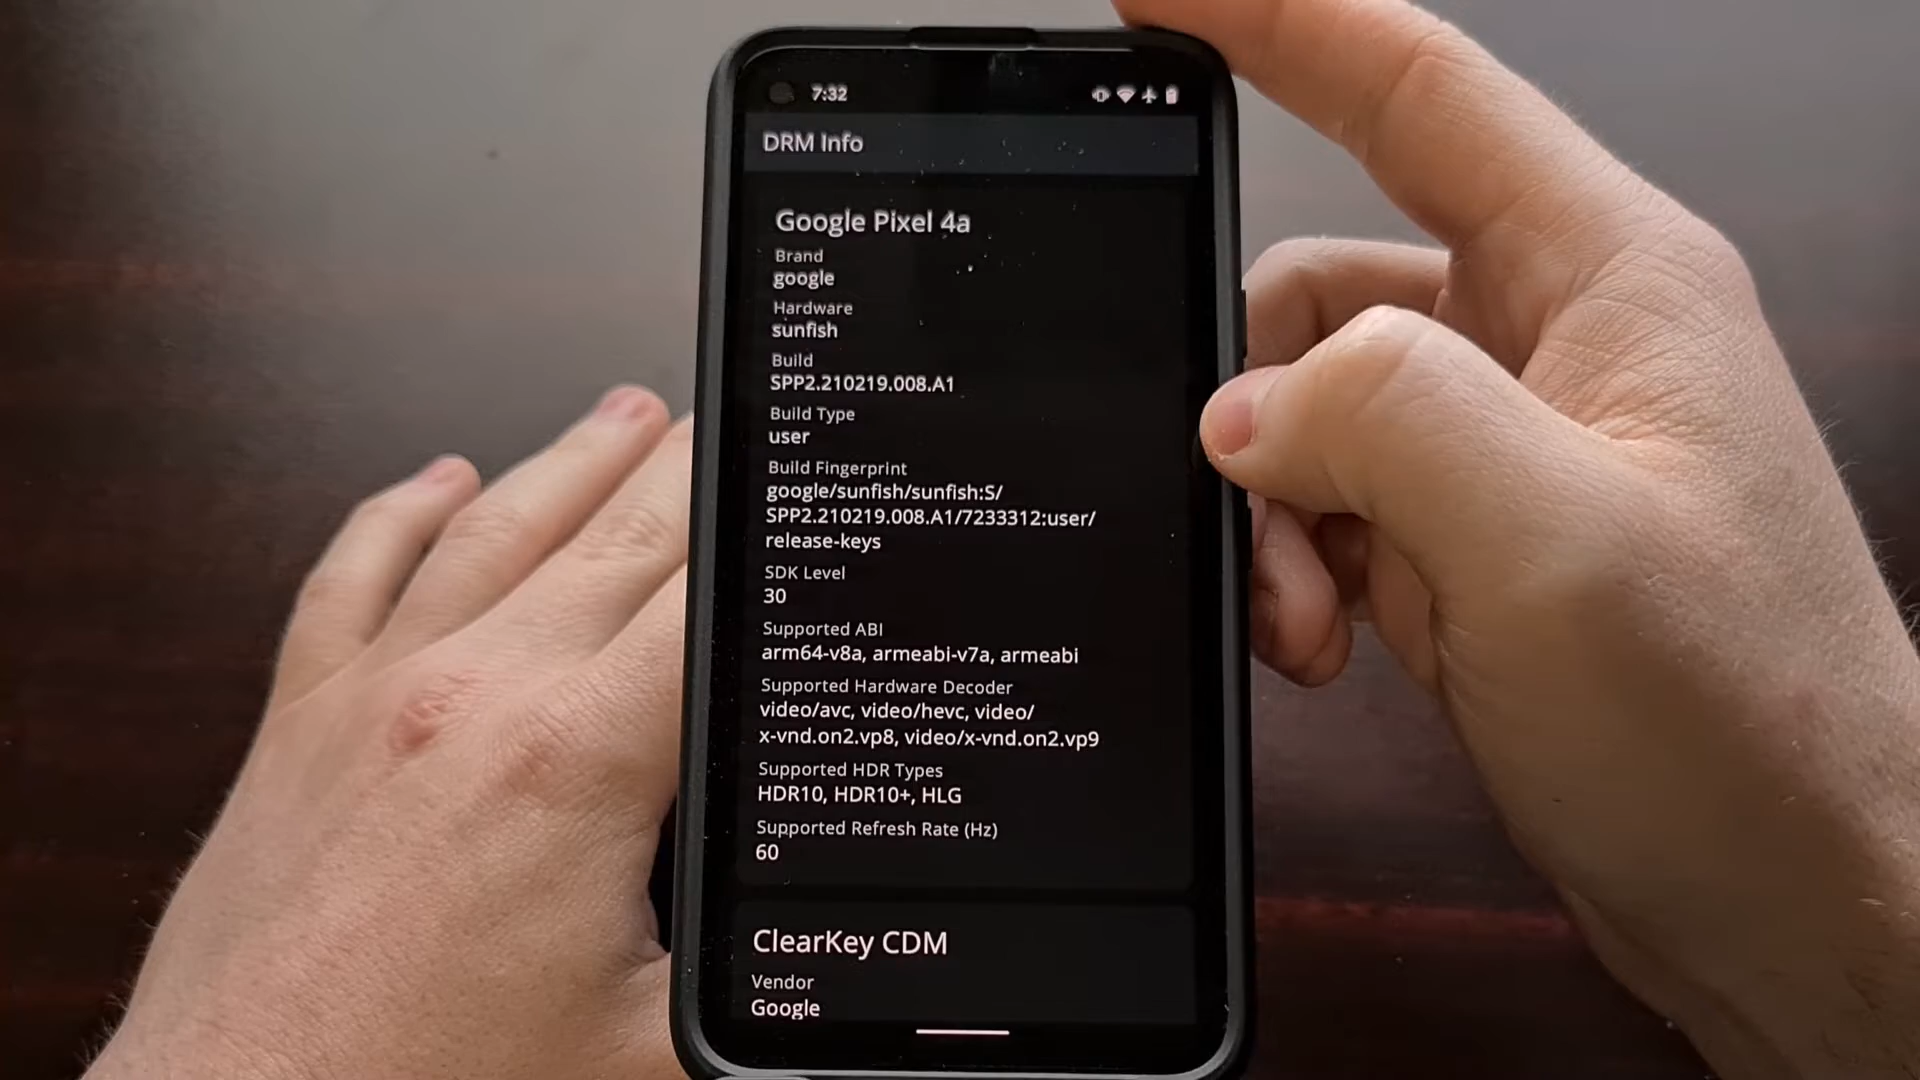 7:32
DRM Info
Google Pixel 4a
Brand
google
Hardware
sunfish
Build
SPP2.210219.008.A1
Build Type
user
Build Fingerprint
google/sunfish/sunfish:S/
SPP2.210219.008.A1/7233312:user/
release-keys
SDK Level
30
Supported ABI
arm64-v8a, armeabi-v7a, armeabi
Supported Hardware Decoder
video/avc, video/hevc, video/
x-vnd.on2.vp8, video/x-vnd.on2.vp9
Supported HDR Types
HDR10, HDR10+, HLG
Supported Refresh Rate (Hz)
60
ClearKey CDM
Vendor
Google